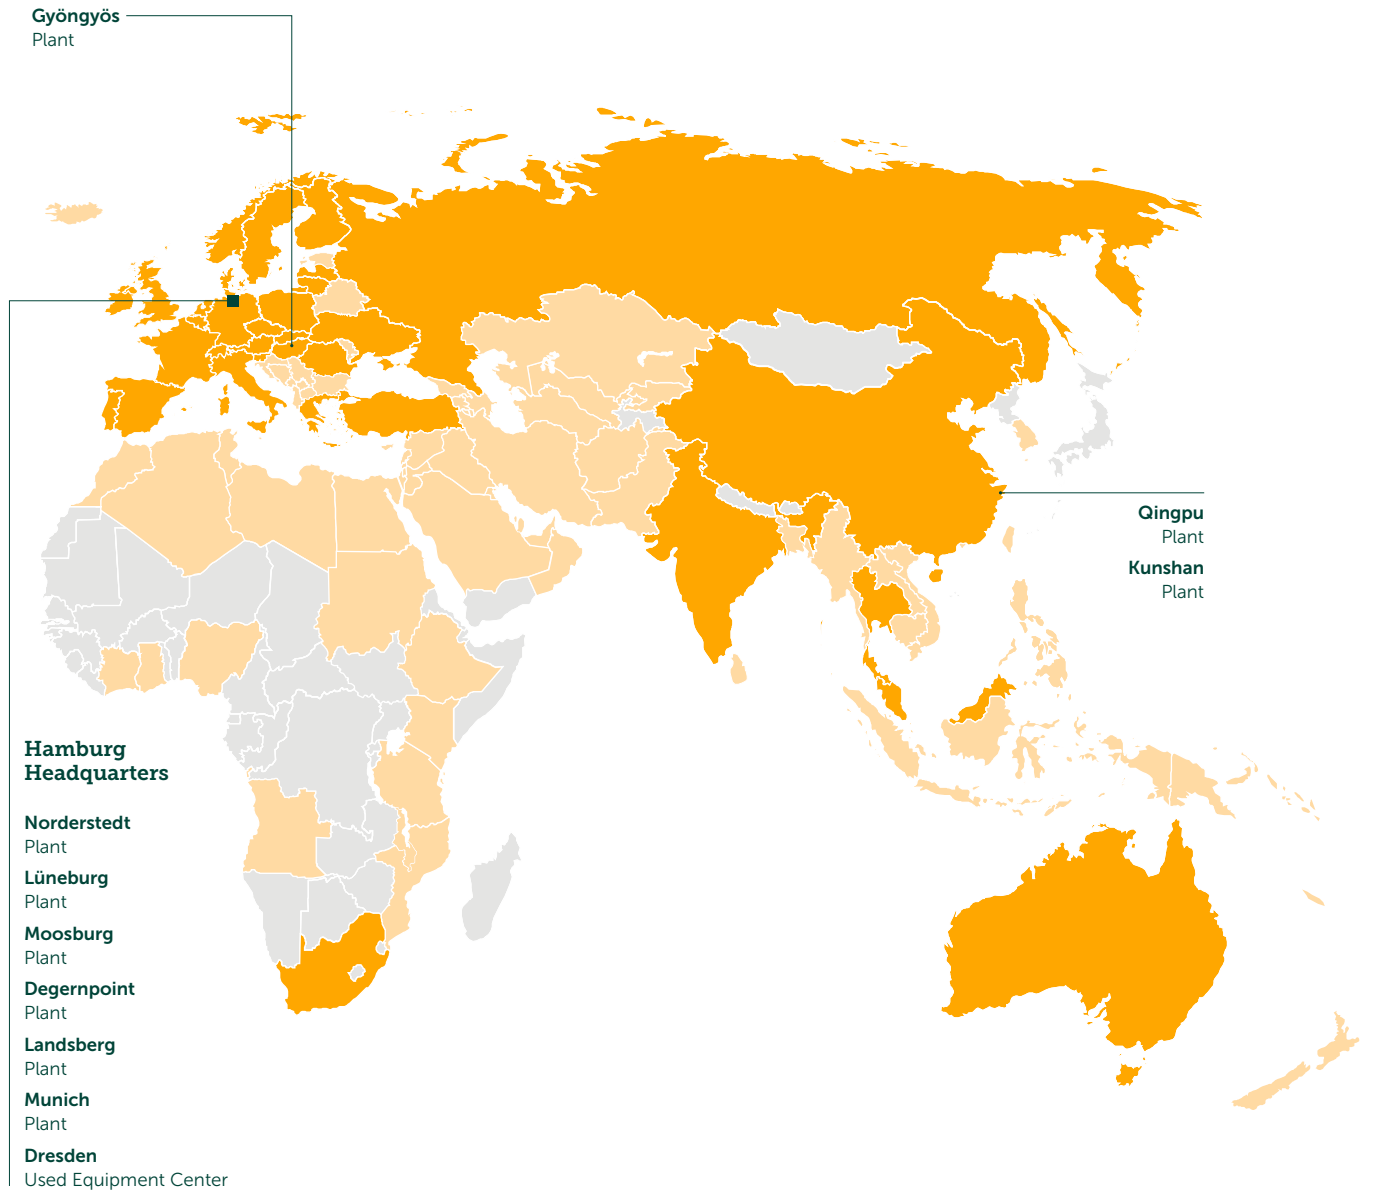 Gyöngyös
Plant
Qingpu
Plant
Kunshan
Plant
Hamburg
Headquarters
Norderstedt
Plant
Lüneburg
Plant
Moosburg
Plant
Degernpoint
Plant
Landsberg
Plant
Munich
Plant
Dresden
Used Equipment Center